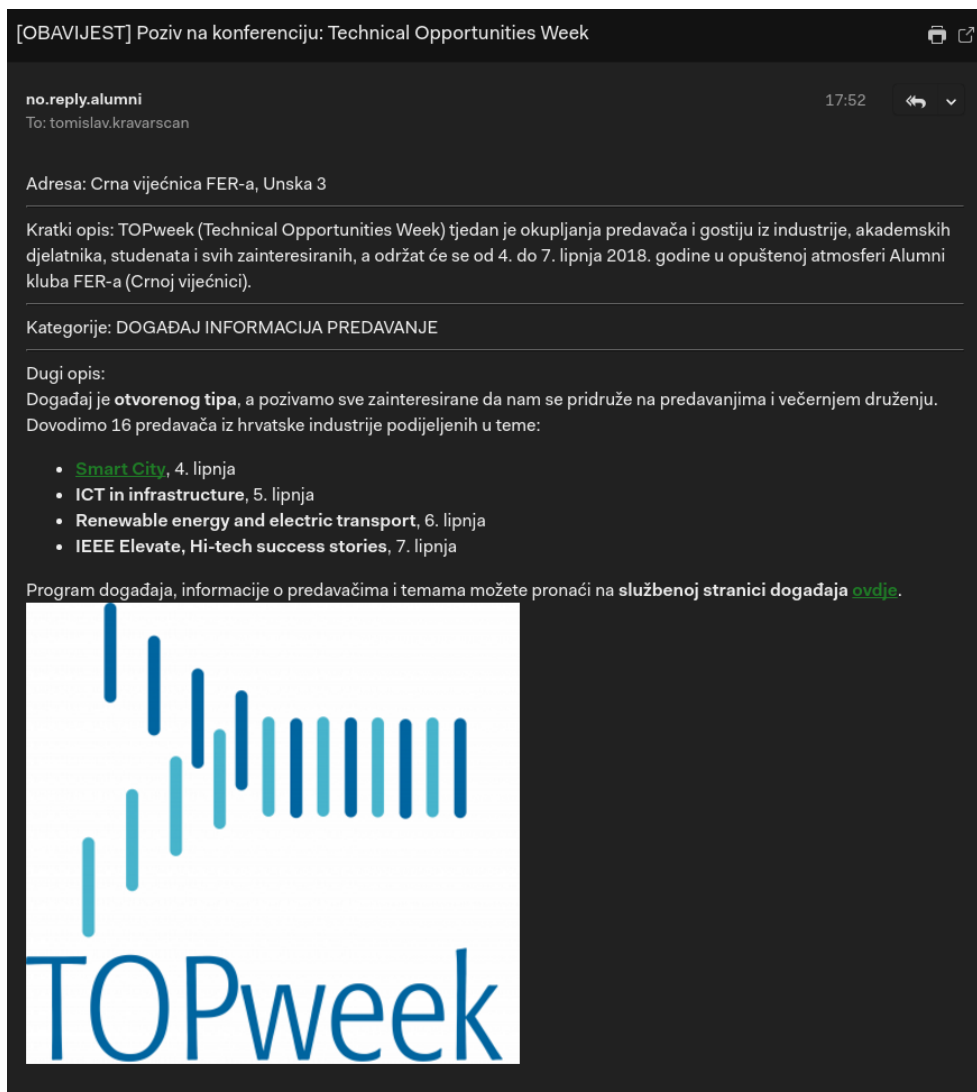 [OBAVIJEST] Poziv na konferenciju: Technical Opportunities Week
no.reply.alumni
17:52
To: tomislav.kravarscan
Adresa: Crna vijećnica FER-a, Unska 3
Kratki opis: TOPweek (Technical Opportunities Week) tjedan je okupljanja predavača i gostiju iz industrije, akademskih
djelatnika, studenata i svih zainteresiranih, a održat će se od 4. do 7. lipnja 2018. godine u opuštenoj atmosferi Alumni
kluba FER-a (Crnoj vijećnici).
Kategorije: DOGAĐAJ INFORMACIJA PREDAVANJE
Dugi opis:
Događaj je otvorenog tipa, a pozivamo sve zainteresirane da nam se pridruže na predavanjima i večernjem druženju.
Dovodimo 16 predavača iz hrvatske industrije podijeljenih u teme:
• Smart City, 4. lipnja
• ICT in infrastructure, 5. lipnja
• Renewable energy and electric transport, 6. lipnja
• IEEE Elevate, Hi-tech success stories, 7. lipnja
Program događaja, informacije o predavačima i temama možete pronaći na službenoj stranici događaja ovdje.
TOPweek